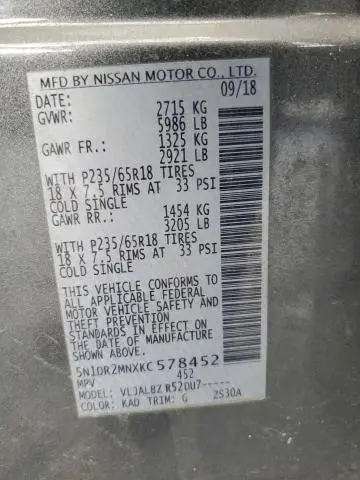 MFD BY NISSAN MOTOR CO., LTD.
DATE: 09/18
GVWR: 2715 KG
5986 LB
GAWR FR.: 1325 KG
2921 LB
WITH P235/65R18 TIRES
18 X 7.5 RIMS AT 33 PSI
COLD SINGLE
GAWR RR.: 1454 KG
3205 LB
WITH P235/65R18 TIRES
18 X 7.5 RIMS AT 33 PSI
COLD SINGLE
THIS VEHICLE CONFORMS TO
ALL APPLICABLE FEDERAL
MOTOR VEHICLE SAFETY AND
THEFT PREVENTION
STANDARDS IN EFFECT ON
THE DATE OF MANUFACTURE
SHOWN ABOVE.
5N1DR2MNXKC578452
MPV 452
VLJALBZ R52DU7-----
COLOR: KAD TRIM: G 2S30A